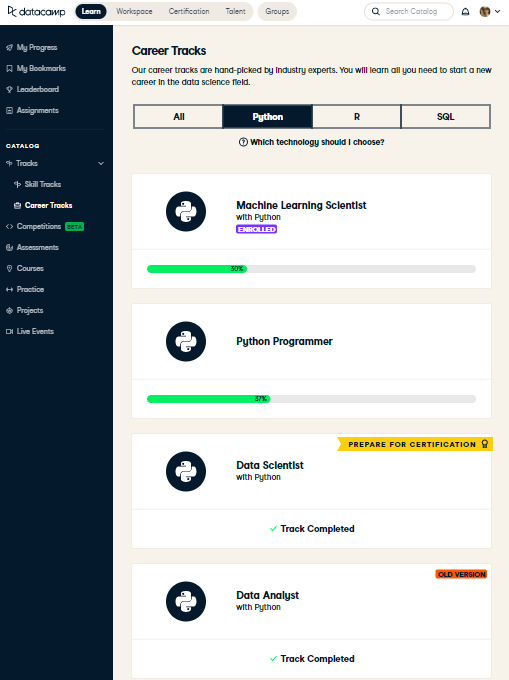 datacamp
Learn Workspace Certification Talent Groups Search Catalog
My Progress
My Bookmarks
Leaderboard
Assignments
CATALOG
Tracks
Skill Tracks
Career Tracks
Competitions BETA
Assessments
Courses
Practice
Projects
Live Events
Career Tracks
Our career tracks are hand-picked by industry experts. You will learn all you need to start a new
career in the data science field.
All Python R SQL
Which technology should I choose?
Machine Learning Scientist
with Python
ENROLLED
30%
Python Programmer
37%
PREPARE FOR CERTIFICATION
Data Scientist
with Python
Track Completed
OLD VERSION
Data Analyst
with Python
Track Completed